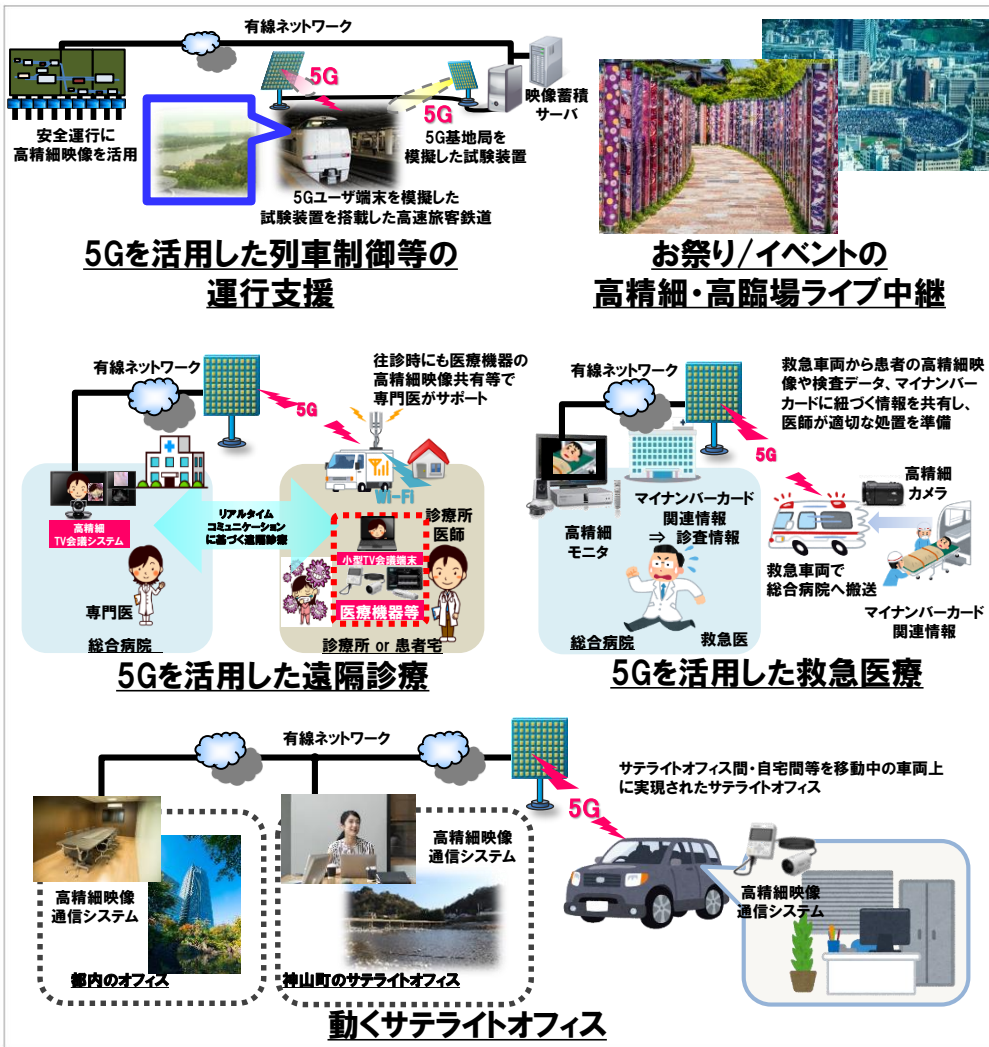 有線ネットワーク
5G
5G
映像蓄積
サーバ
安全運行に
高精細映像を活用
5G基地局を
模擬した試験装置
5Gユーザ端末を模擬した
試験装置を搭載した高速旅客鉄道
5Gを活用した列車制御等の
運行支援
お祭り/イベントの
高精細・高臨場ライブ中継
有線ネットワーク
5G
往診時にも医療機器の
高精細映像共有等で
専門医がサポート
Wi-Fi
高精細
TV会議システム
リアルタイム
コミュニケーション
に基づく遠隔診療
診療所
医師
小型TV会議端末
医療機器等
専門医
総合病院
診療所 or 患者宅
5Gを活用した遠隔診療
有線ネットワーク
5G
救急車両から患者の高精細映
像や検査データ、マイナンバー
カードに紐づく情報を共有し、
医師が適切な処置を準備
高精細
カメラ
高精細
モニタ
マイナンバーカード
関連情報
⇒ 診査情報
救急車両で
総合病院へ搬送
マイナンバーカード
関連情報
総合病院
救急医
5Gを活用した救急医療
有線ネットワーク
5G
サテライトオフィス間・自宅間等を移動中の車両上
に実現されたサテライトオフィス
高精細映像
通信システム
高精細映像
通信システム
高精細映像
通信システム
都内のオフィス
神山町のサテライトオフィス
動くサテライトオフィス